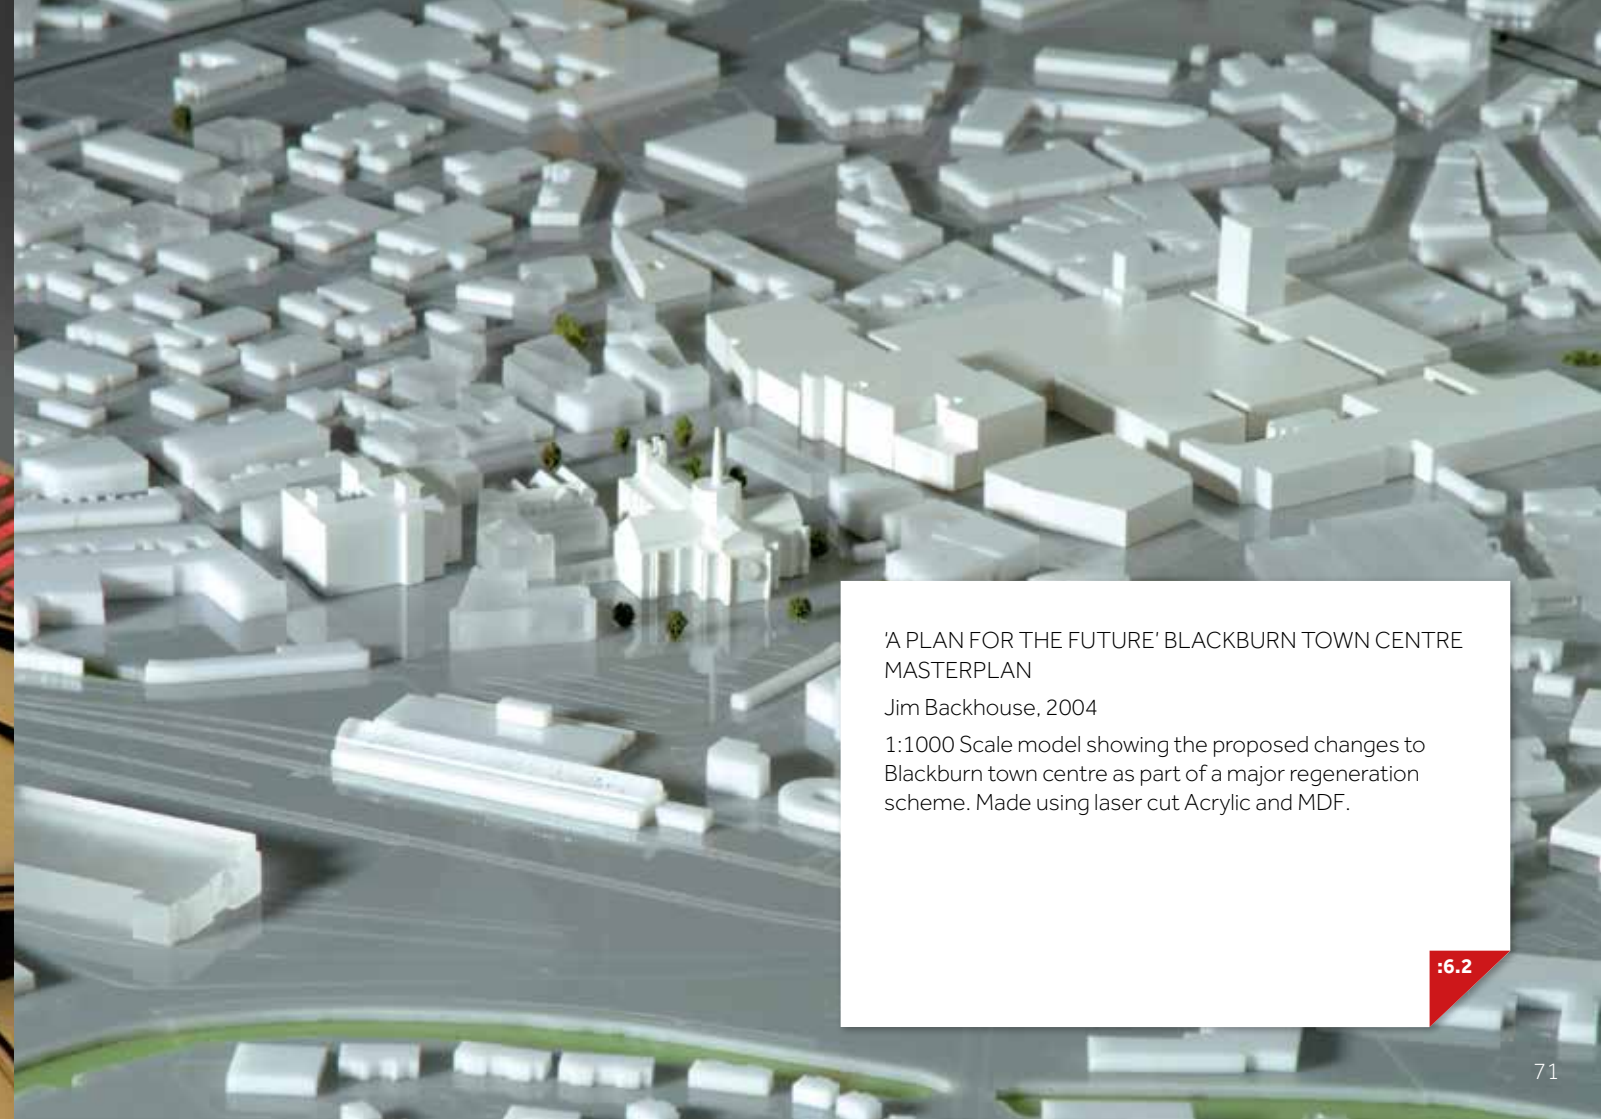 ‘A PLAN FOR THE FUTURE’ BLACKBURN TOWN CENTRE
MASTERPLAN
Jim Backhouse, 2004
1:1000 Scale model showing the proposed changes to
Blackburn town centre as part of a major regeneration
scheme. Made using laser cut Acrylic and MDF.
:6.2
71